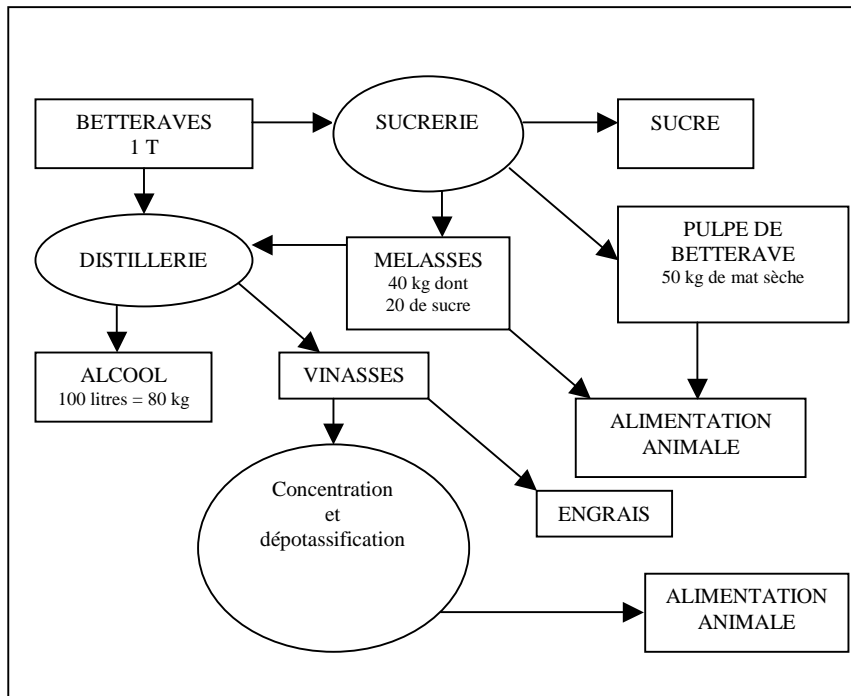 BETTERAVES
1 T
SUCRERIE
SUCRE
DISTILLERIE
MELASSES
40 kg dont
20 de sucre
PULPE DE
BETTERAVE
50 kg de mat sèche
ALCOOL
100 litres = 80 kg
VINASSES
ALIMENTATION
ANIMALE
Concentration
et
dépotassification
ENGRAIS
ALIMENTATION
ANIMALE